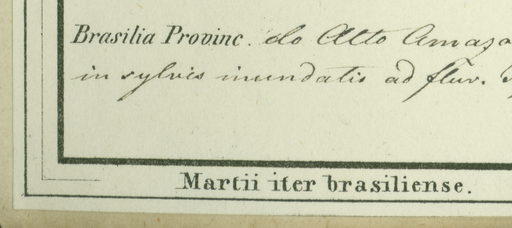 Brasilia Provinc. do Alto Amazo
in sylvis inundatis ad fluv.
Martii iter brasiliense.